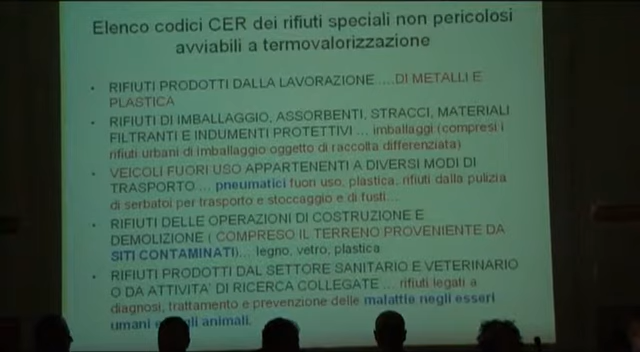 Elenco codici CER dei rifiuti speciali non pericolosi
avviabili a termovalorizzazione
• RIFIUTI PRODOTTI DALLA LAVORAZIONE.....DI METALLI E
PLASTICA
• RIFIUTI DI IMBALLAGGIO, ASSORBENTI, STRACCI, MATERIALI
FILTRANTI E INDUMENTI PROTETTIVI ... imballaggi (compresi i
rifiuti urbani di imballaggio oggetto di raccolta differenziata)
• VEICOLI FUORI USO APPARTENENTI A DIVERSI MODI DI
TRASPORTO ... pneumatici fuori uso, plastica, rifiuti dalla pulizia
di serbatoi per trasporto e stoccaggio e di fusti...
• RIFIUTI DELLE OPERAZIONI DI COSTRUZIONE E
DEMOLIZIONE ( COMPRESO IL TERRENO PROVENIENTE DA
SITI CONTAMINATI)... legno, vetro, plastica
• RIFIUTI PRODOTTI DAL SETTORE SANITARIO E VETERINARIO
O DA ATTIVITA' DI RICERCA COLLEGATE ... rifiuti legati a
diagnosi, trattamento e prevenzione delle malattie negli esseri
umani e negli animali.